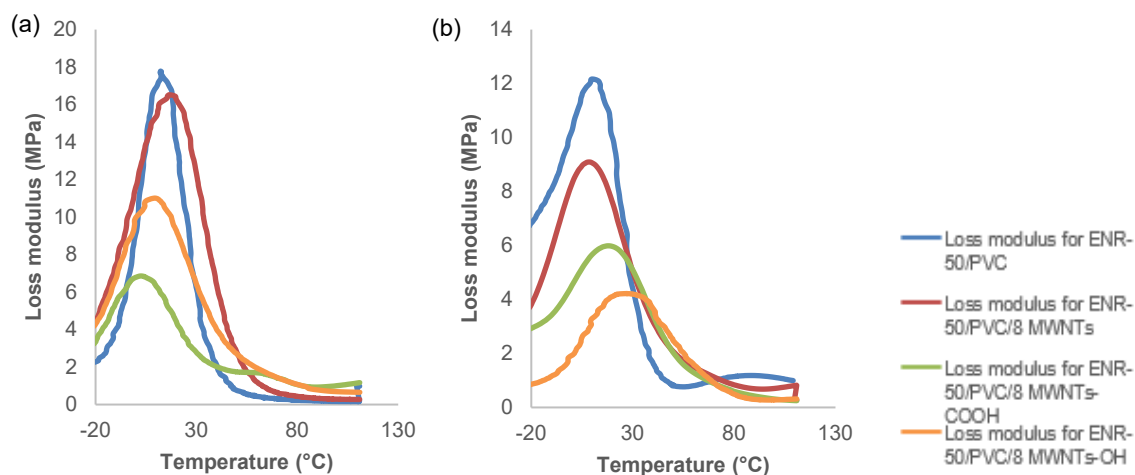 (a)
20
18
16
14
12
10
8
6
4
2
0
Loss modulus (MPa)
-20
30
80
130
Temperature (°C)
(b)
14
12
10
8
6
4
2
0
Loss modulus (MPa)
-20
30
80
130
Temperature (°C)
Loss modulus for ENR-
50/PVC
Loss modulus for ENR-
50/PVC/8 MWNTs
Loss modulus for ENR-
50/PVC/8 MWNTs-
COOH
Loss modulus for ENR-
50/PVC/8 MWNTs-OH